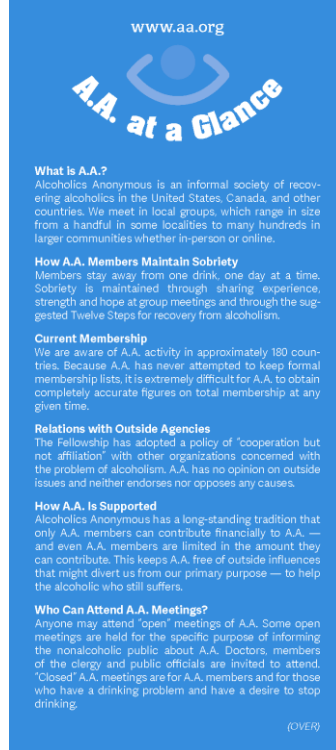 www.aa.org
A.A. at a Glance
What is A.A.?
Alcoholics Anonymous is an informal society of recov-
ering alcoholics in the United States, Canada, and other
countries. We meet in local groups, which range in size
from a handful in some localities to many hundreds in
larger communities whether in-person or online.
How A.A. Members Maintain Sobriety
Members stay away from one drink, one day at a time.
Sobriety is maintained through sharing experience,
strength and hope at group meetings and through the sug-
gested Twelve Steps for recovery from alcoholism.
Current Membership
We are aware of A.A. activity in approximately 180 coun-
tries. Because A.A. has never attempted to keep formal
membership lists, it is extremely difficult for A.A. to obtain
completely accurate figures on total membership at any
given time.
Relations with Outside Agencies
The Fellowship has adopted a policy of "cooperation but
not affiliation" with other organizations concerned with
the problem of alcoholism. A.A. has no opinion on outside
issues and neither endorses nor opposes any causes.
How A.A. Is Supported
Alcoholics Anonymous has a long-standing tradition that
only A.A. members can contribute financially to A.A. —
and even A.A. members are limited in the amount they
can contribute. This keeps A.A. free of outside influences
that might divert us from our primary purpose — to help
the alcoholic who still suffers.
Who Can Attend A.A. Meetings?
Anyone may attend "open" meetings of A.A. Some open
meetings are held for the specific purpose of informing
the nonalcoholic public about A.A. Doctors, members
of the clergy and public officials are invited to attend.
"Closed" A.A. meetings are for A.A. members and for those
who have a drinking problem and have a desire to stop
drinking.
(OVER)